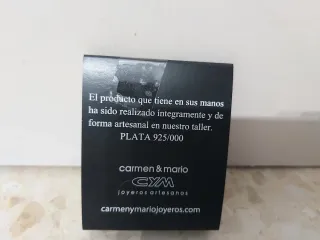 El producto que tiene en sus manos
ha sido realizado integramente y de
forma artesanal en nuestro taller.
PLATA 925/000
carmen & mario
CYM
joyeros artesanos
carmenymariojoyeros.com